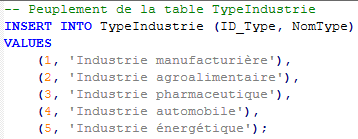 -- Peuplement de la table TypeIndustrie
INSERT INTO TypeIndustrie (ID_Type, NomType)
VALUES
(1, 'Industrie manufacturière'),
(2, 'Industrie agroalimentaire'),
(3, 'Industrie pharmaceutique'),
(4, 'Industrie automobile'),
(5, 'Industrie énergétique');